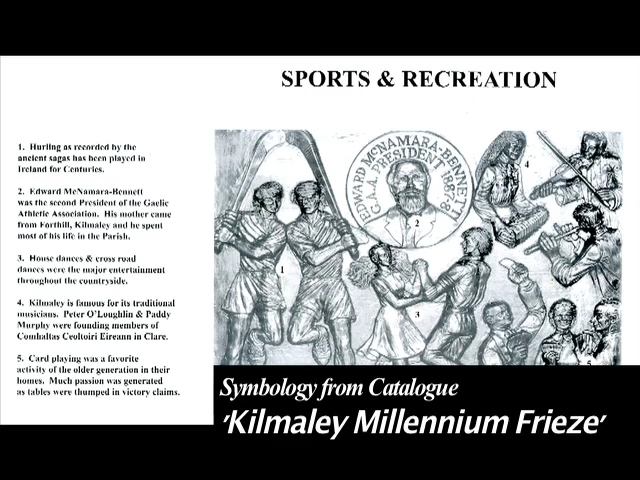 SPORTS & RECREATION
1. Hurling as recorded by the
ancient sagas has been played in
Ireland for Centuries.
2. Edward McNamara-Bennett
was the second President of the Gaelic
Athletic Association. His mother came
from Forthill, Kilmaley and he spent
most of his life in the Parish.
3. House dances & cross road
dances were the major entertainment
throughout the countryside.
4. Kilmaley is famous for its traditional
musicians. Peter O'Loughlin & Paddy
Murphy were founding members of
Comhaltas Ceoltoiri Eireann in Clare.
5. Card playing was a favorite
activity of the older generation in their
homes. Much passion was generated
as tables were thumped in victory claims.
EDWARD McNAMARA-BENNETT
G.A.A. PRESIDENT 1887-8
1
2
3
4
5
Symbology from Catalogue
'Kilmaley Millennium Frieze'